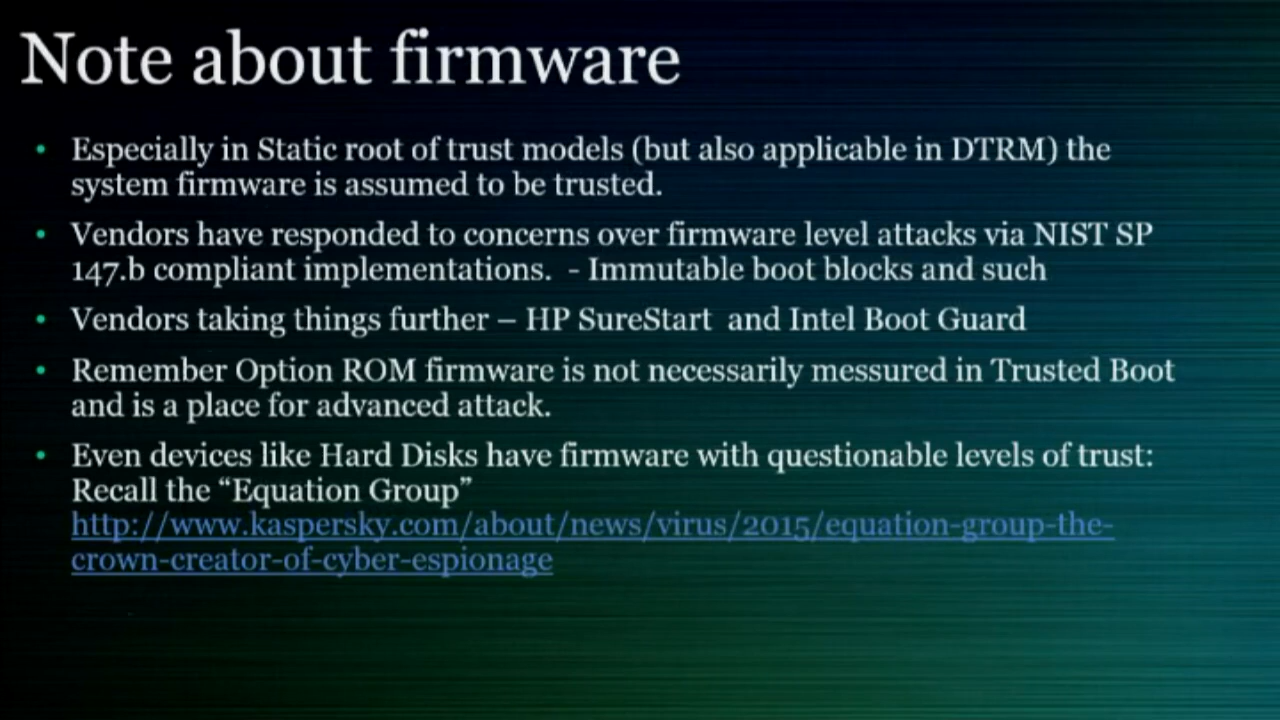 Note about firmware
• Especially in Static root of trust models (but also applicable in DTRM) the
system firmware is assumed to be trusted.
• Vendors have responded to concerns over firmware level attacks via NIST SP
147.b compliant implementations.  - Immutable boot blocks and such
• Vendors taking things further – HP SureStart  and Intel Boot Guard
• Remember Option ROM firmware is not necessarily messured in Trusted Boot
and is a place for advanced attack.
• Even devices like Hard Disks have firmware with questionable levels of trust:
Recall the “Equation Group”
http://www.kaspersky.com/about/news/virus/2015/equation-group-the-
crown-creator-of-cyber-espionage